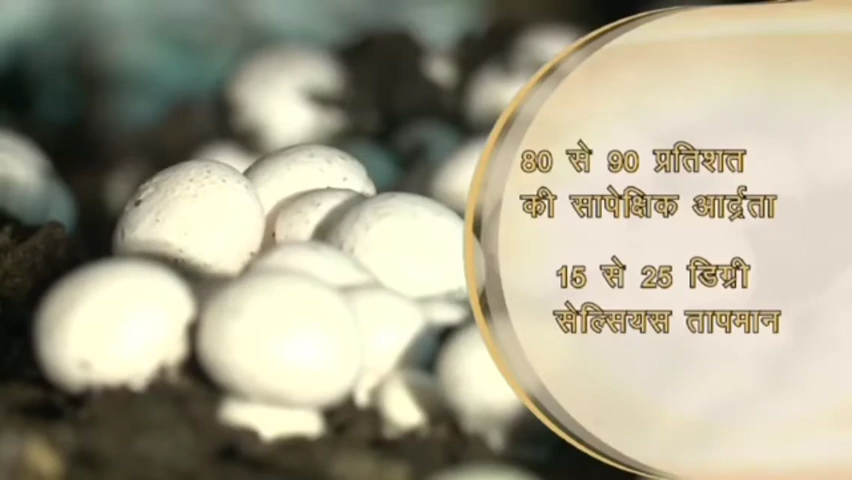 80 से 90 प्रतिशत
की सापेक्षिक आर्द्रता
15 से 25 डिग्री
सेल्सियस तापमान